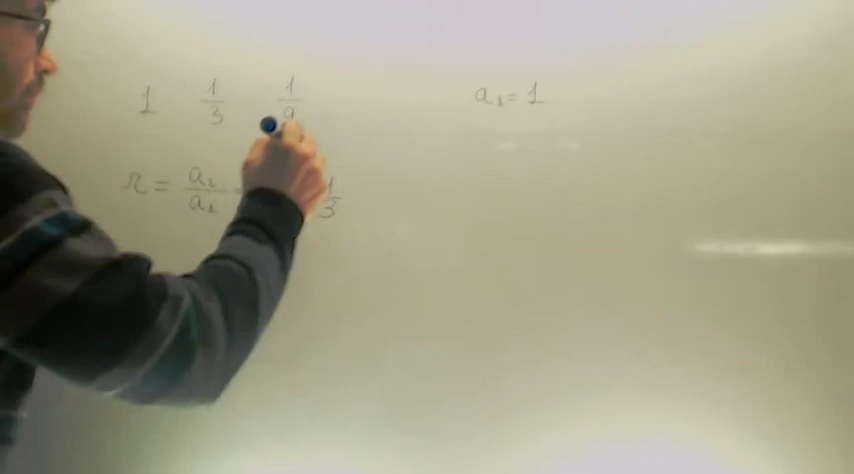 1 1/3 1/9
a₁ = 1
r = a₂/a₁ 1/3